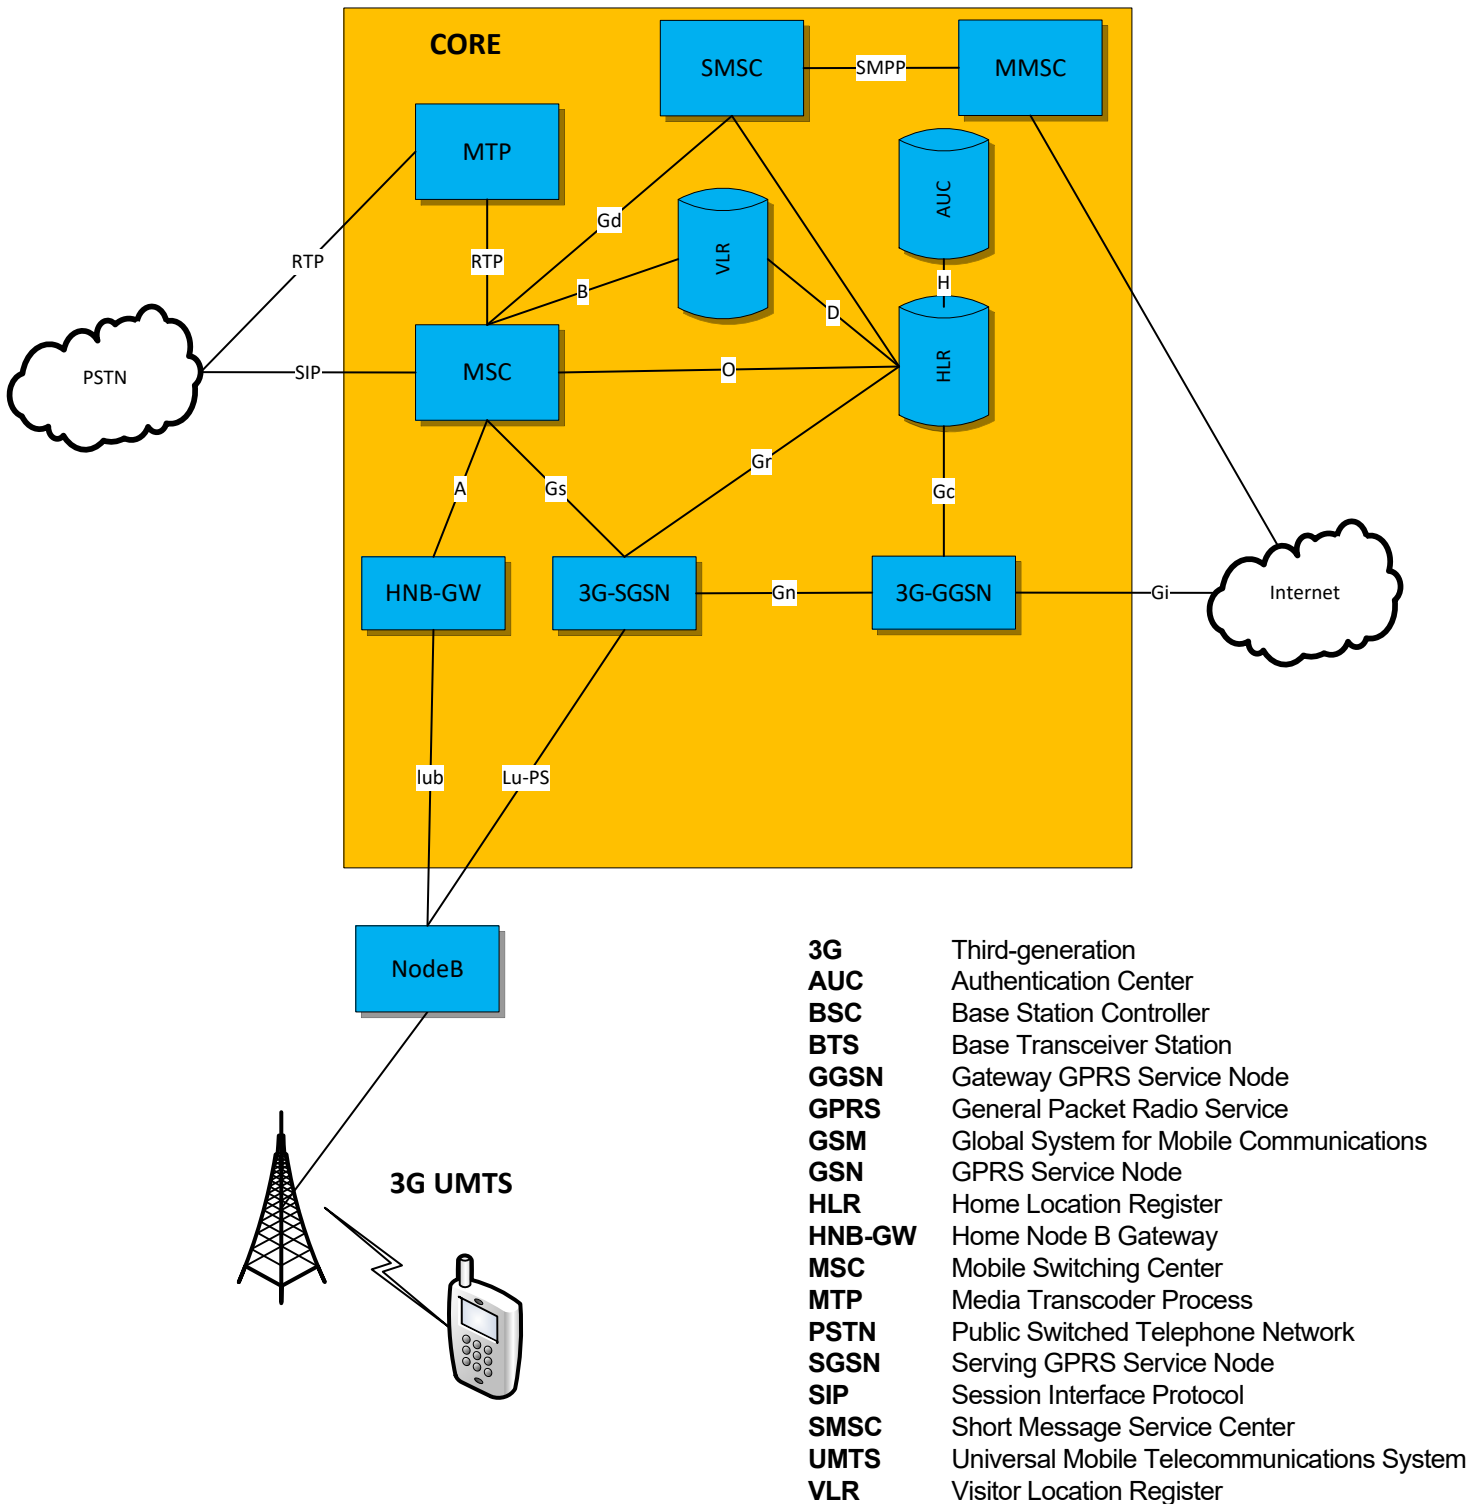 CORE
SMSC
SMPP
MMSC
MTP
AUC
Gd
VLR
RTP
RTP
H
B
D
HLR
PSTN
SIP
MSC
O
Gr
A
Gs
Gc
HNB-GW
3G-SGSN
Gn
3G-GGSN
Gi
Internet
lub
Lu-PS
NodeB
3G UMTS
3G Third-generation
AUC Authentication Center
BSC Base Station Controller
BTS Base Transceiver Station
GGSN Gateway GPRS Service Node
GPRS General Packet Radio Service
GSM Global System for Mobile Communications
GSN GPRS Service Node
HLR Home Location Register
HNB-GW Home Node B Gateway
MSC Mobile Switching Center
MTP Media Transcoder Process
PSTN Public Switched Telephone Network
SGSN Serving GPRS Service Node
SIP Session Interface Protocol
SMSC Short Message Service Center
UMTS Universal Mobile Telecommunications System
VLR Visitor Location Register